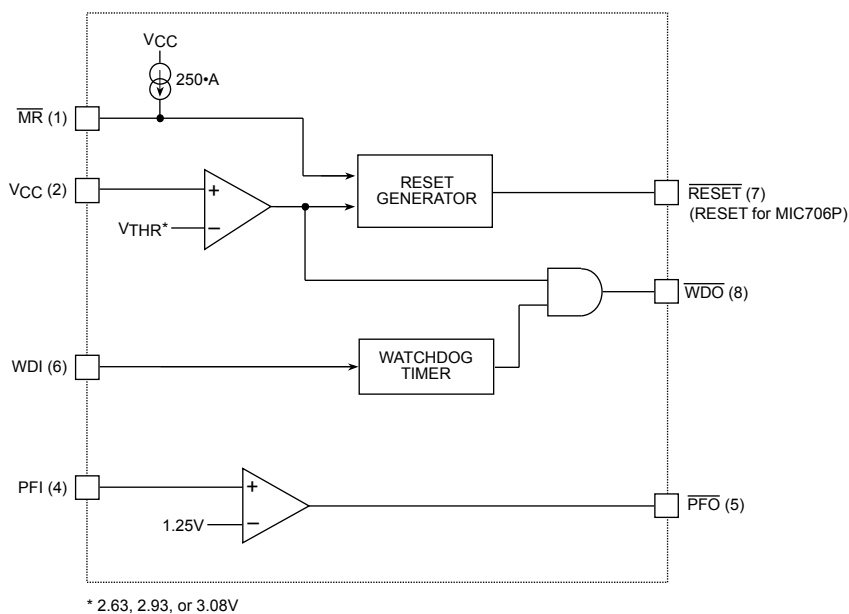 VCC
250•A
MR (1)
VCC (2)
+
VTHR*
−
RESET
GENERATOR
RESET (7)
(RESET for MIC706P)
WDO (8)
WDI (6)
WATCHDOG
TIMER
PFI (4)
+
1.25V
−
PFO (5)
* 2.63, 2.93, or 3.08V